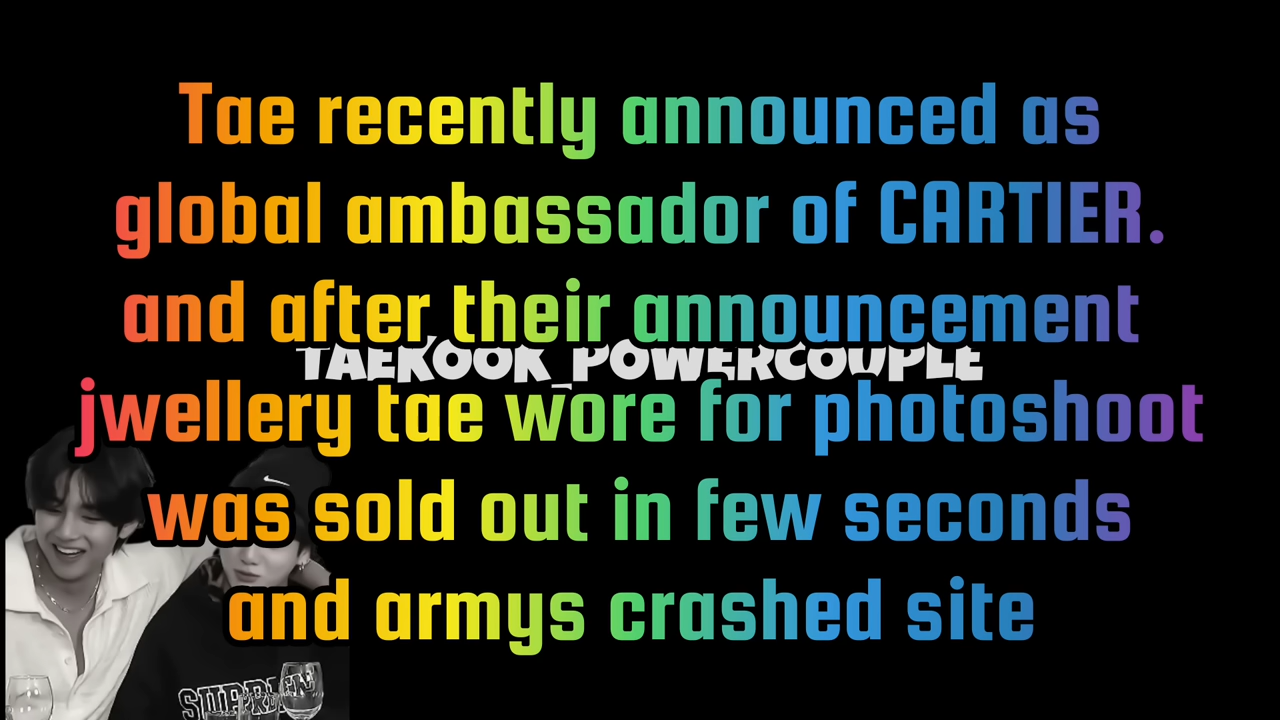 Tae recently announced as
global ambassador of CARTIER.
and after their announcement
TAEKOOK_POWERCOUPLE
jwellery tae wore for photoshoot
was sold out in few seconds
and armys crashed site